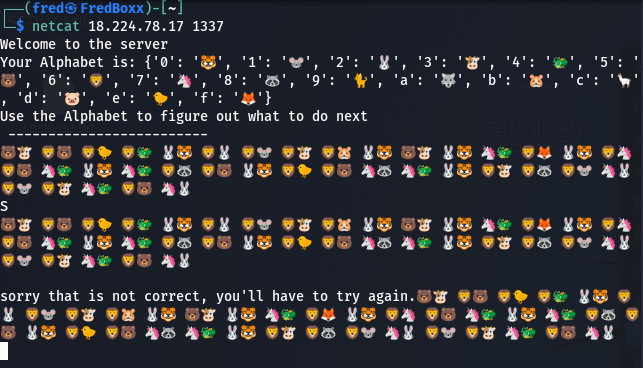 ┌──(fred㉿FredBoxx)-[~]
└─$ netcat 18.224.78.17 1337
Welcome to the server
Your Alphabet is: {'0': '🐯', '1': '🐭', '2': '🐰', '3': '🐮', '4': '🐲', '5': '
🐻', '6': '🦁', '7': '🦄', '8': '🦝', '9': '🐈', 'a': '🐺', 'b': '🐹', 'c': '🦙'
, 'd': '🐷', 'e': '🐤', 'f': '🦊'}
Use the Alphabet to figure out what to do next
----------------------
🐻🐮 🦁🐻 🦁🐤 🦁🐲 🐰🐯 🦁🐰 🦁🐭 🦁🐮 🦁🐹 🐰🐯 🐻🐮 🐰🐯 🦄🐲 🦁🦊 🐰🐯 🦁🦄
🦁🐻 🦄🐲 🐰🐯 🦄🐲 🦁🦝 🦁🐻 🐰🐯 🦁🐤 🦁🐻 🦄🦝 🦄🐲 🐰🐯 🦁🐮 🦁🦝 🦁🐭 🦄🐰
🦁🐭 🦁🐮 🦄🐲 🦁🐻 🦄🐰
S
🐻🐮 🦁🐻 🦁🐤 🦁🐲 🐰🐯 🦁🐰 🦁🐭 🦁🐮 🦁🐹 🐰🐯 🐻🐮 🐰🐯 🦄🐲 🦁🦊 🐰🐯 🦁🦄
🦁🐻 🦄🐲 🐰🐯 🦄🐲 🦁🦝 🦁🐻 🐰🐯 🦁🐤 🦁🐻 🦄🦝 🦄🐲 🐰🐯 🦁🐮 🦁🦝 🦁🐭 🦄🐰
🦁🐭 🦁🐮 🦄🐲 🦁🐻 🦄🐰
sorry that is not correct, you'll have to try again.🐻🐮 🦁🐻 🦁🐤 🦁🐲 🐰🐯 🦁
🐰 🦁🐭 🦁🐮 🦁🐹 🐰🐯 🐻🐮 🐰🐯 🦄🐲 🦁🦊 🐰🐯 🦁🦄 🦁🐻 🦄🐲 🐰🐯 🦄🐲 🦁🦝 🦁
🐻 🐰🐯 🦁🐤 🦁🐻 🦄🦝 🦄🐲 🐰🐯 🦁🐮 🦁🦝 🦁🐭 🦄🐰 🦁🐭 🦁🐮 🦄🐲 🦁🐻 🦄🐰